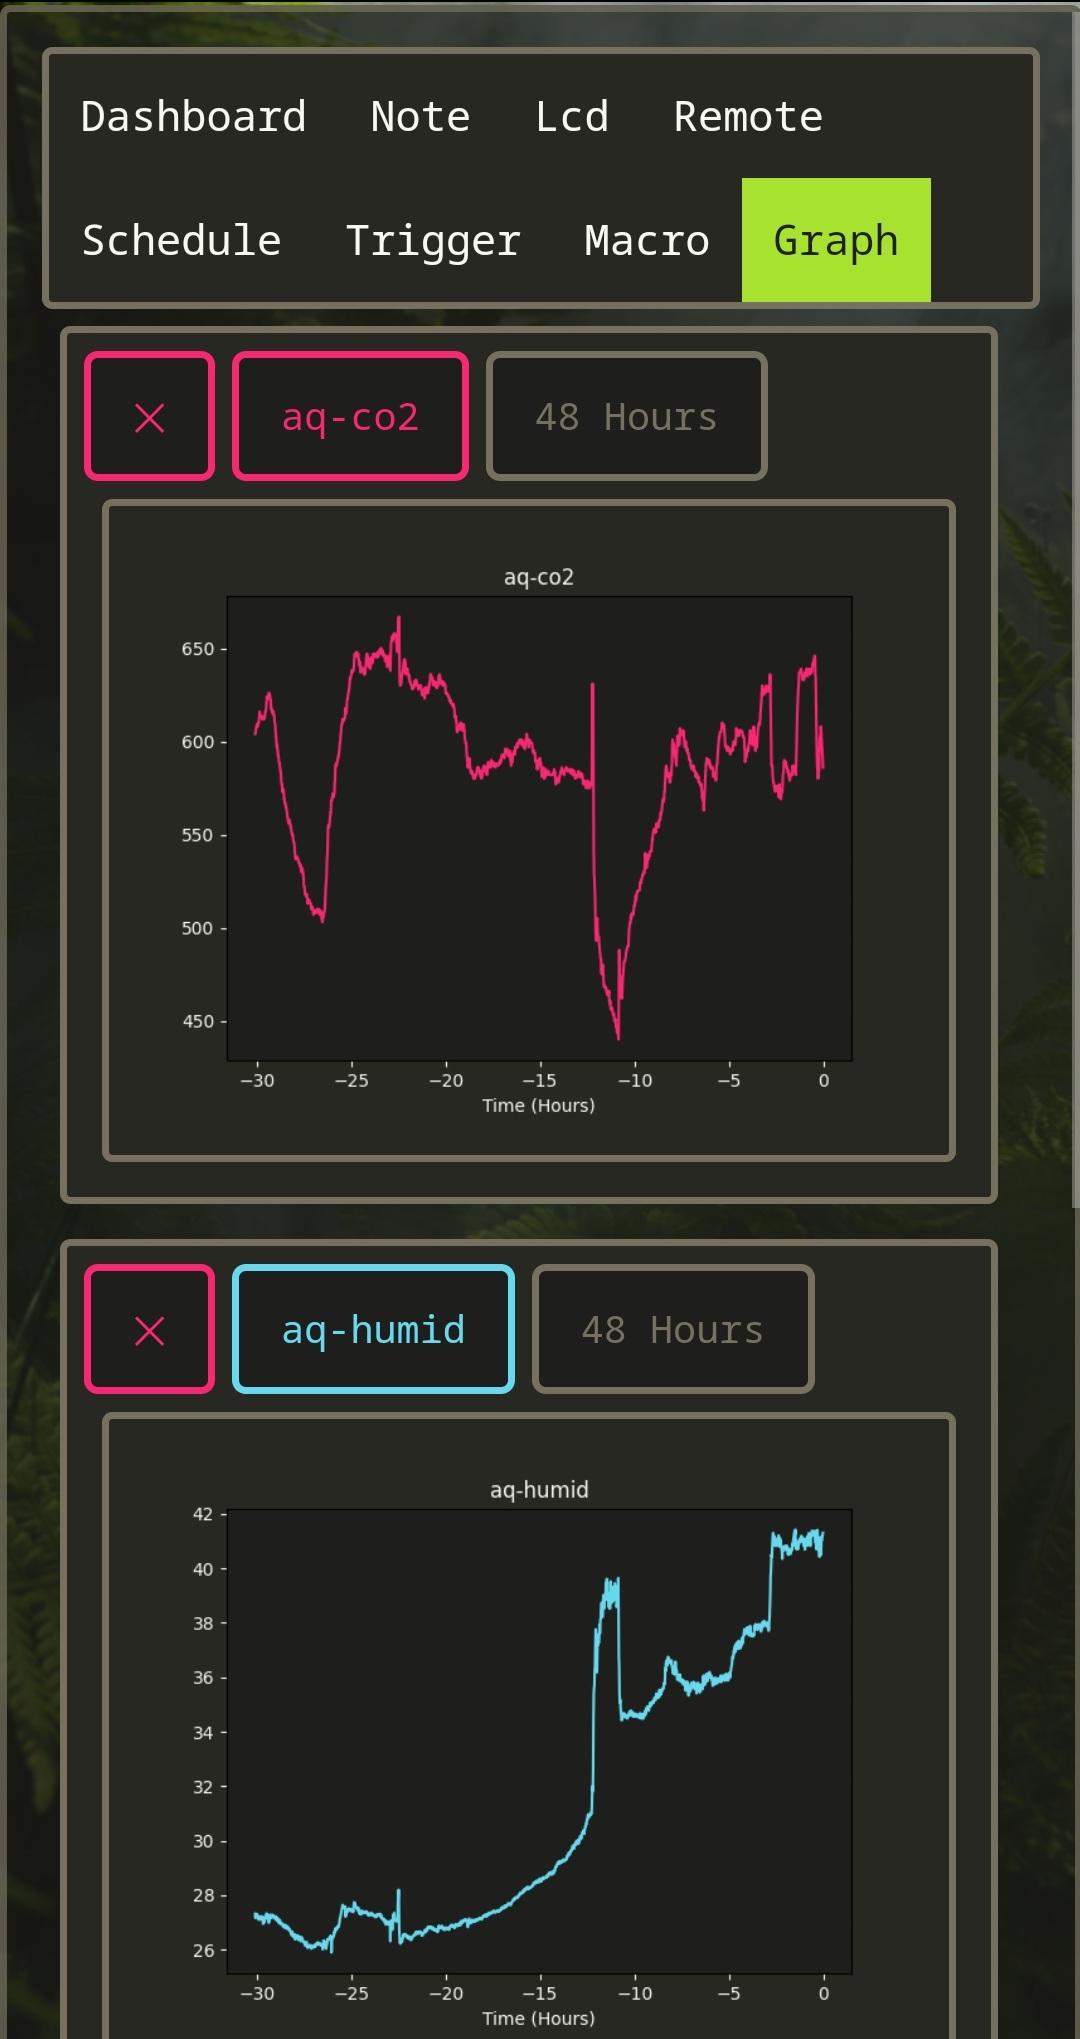 Dashboard Note Lcd Remote
Schedule Trigger Macro Graph
× aq-co2 48 Hours
aq-co2
650
600
550
500
450
−30 −25 −20 −15 −10 −5 0
Time (Hours)
× aq-humid 48 Hours
aq-humid
42
40
38
36
34
32
30
28
26
−30 −25 −20 −15 −10 −5 0
Time (Hours)